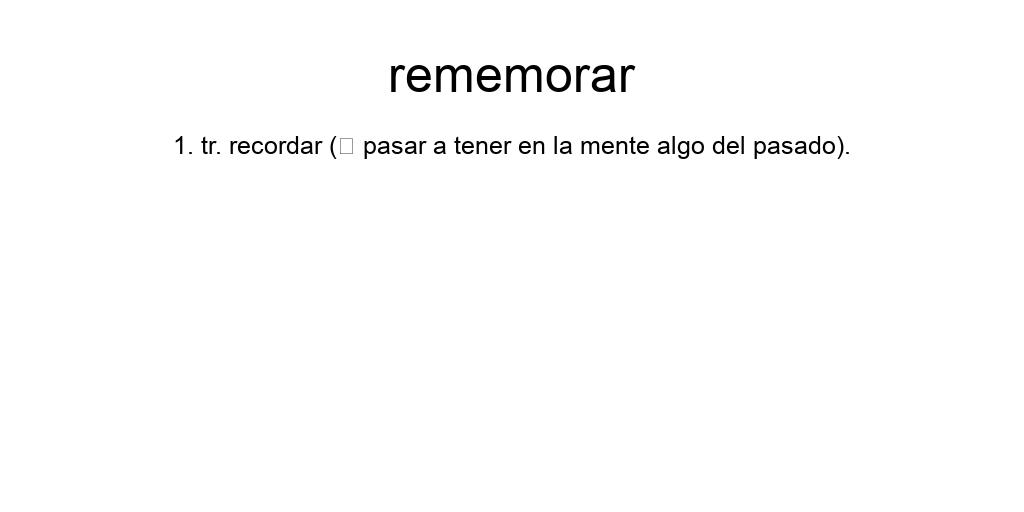 rememorar
1. tr. recordar (□ pasar a tener en la mente algo del pasado).